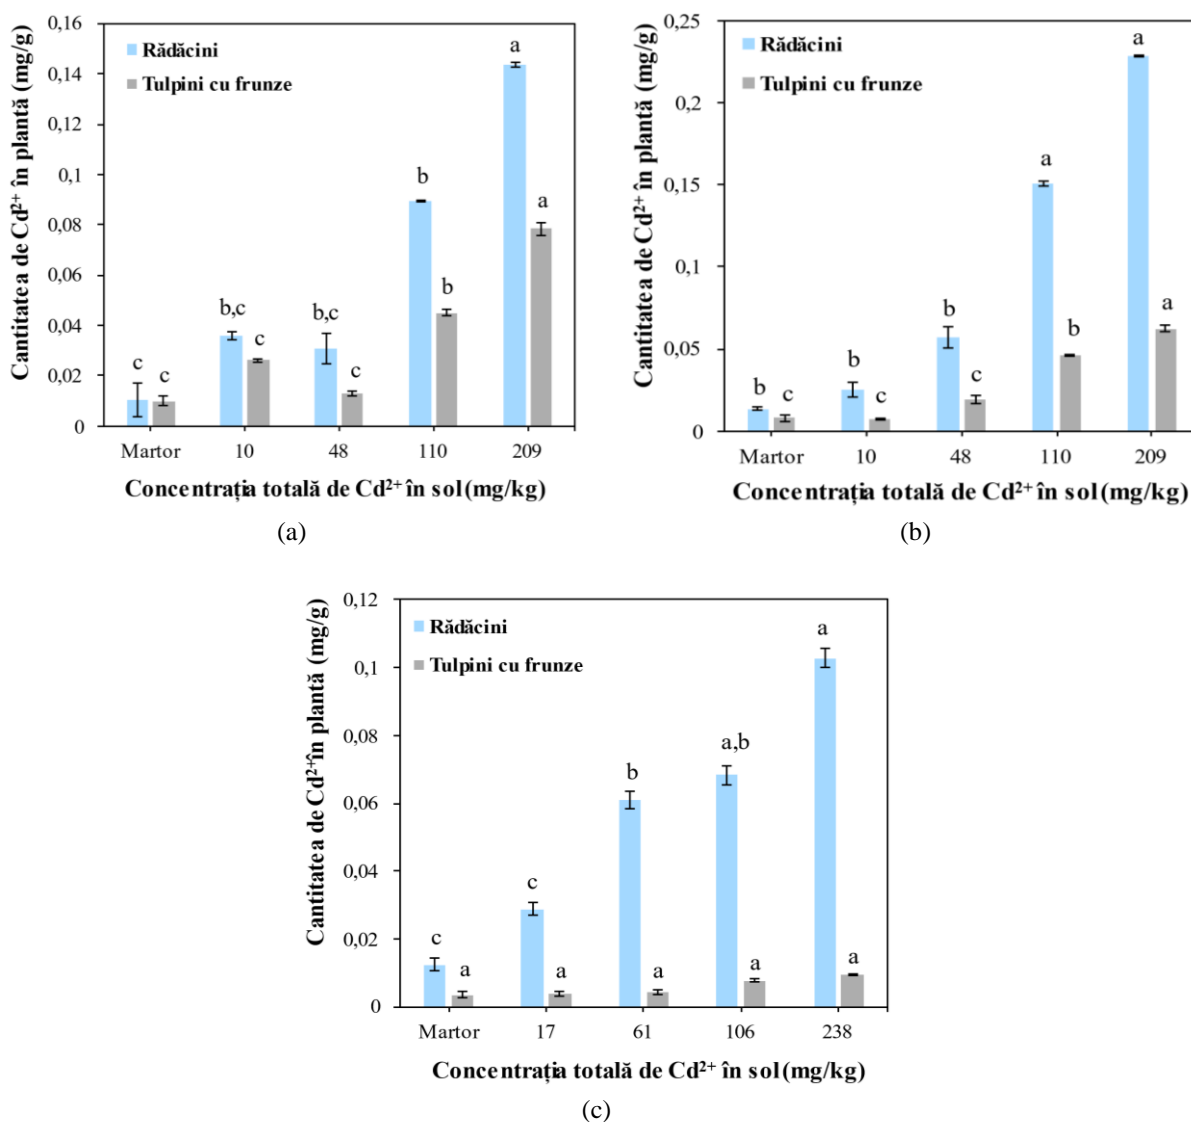 Cantitatea de Cd²⁺ în plantă (mg/g)
0,16
0,14
0,12
0,1
0,08
0,06
0,04
0,02
0
Rădăcini
Tulpini cu frunze
c
c
b,c
c
b,c
c
b
b
a
a
Martor 10 48 110 209
Concentrația totală de Cd²⁺ în sol (mg/kg)
(a)
Cantitatea de Cd²⁺ în plantă (mg/g)
0,25
0,2
0,15
0,1
0,05
0
Rădăcini
Tulpini cu frunze
b
c
b
c
b
c
a
b
a
a
Martor 10 48 110 209
Concentrația totală de Cd²⁺ în sol (mg/kg)
(b)
Cantitatea de Cd²⁺în plantă (mg/g)
0,12
0,1
0,08
0,06
0,04
0,02
0
Rădăcini
Tulpini cu frunze
c
a
c
a
b
a
a,b
a
a
a
Martor 17 61 106 238
Concentrația totală de Cd²⁺ în sol (mg/kg)
(c)